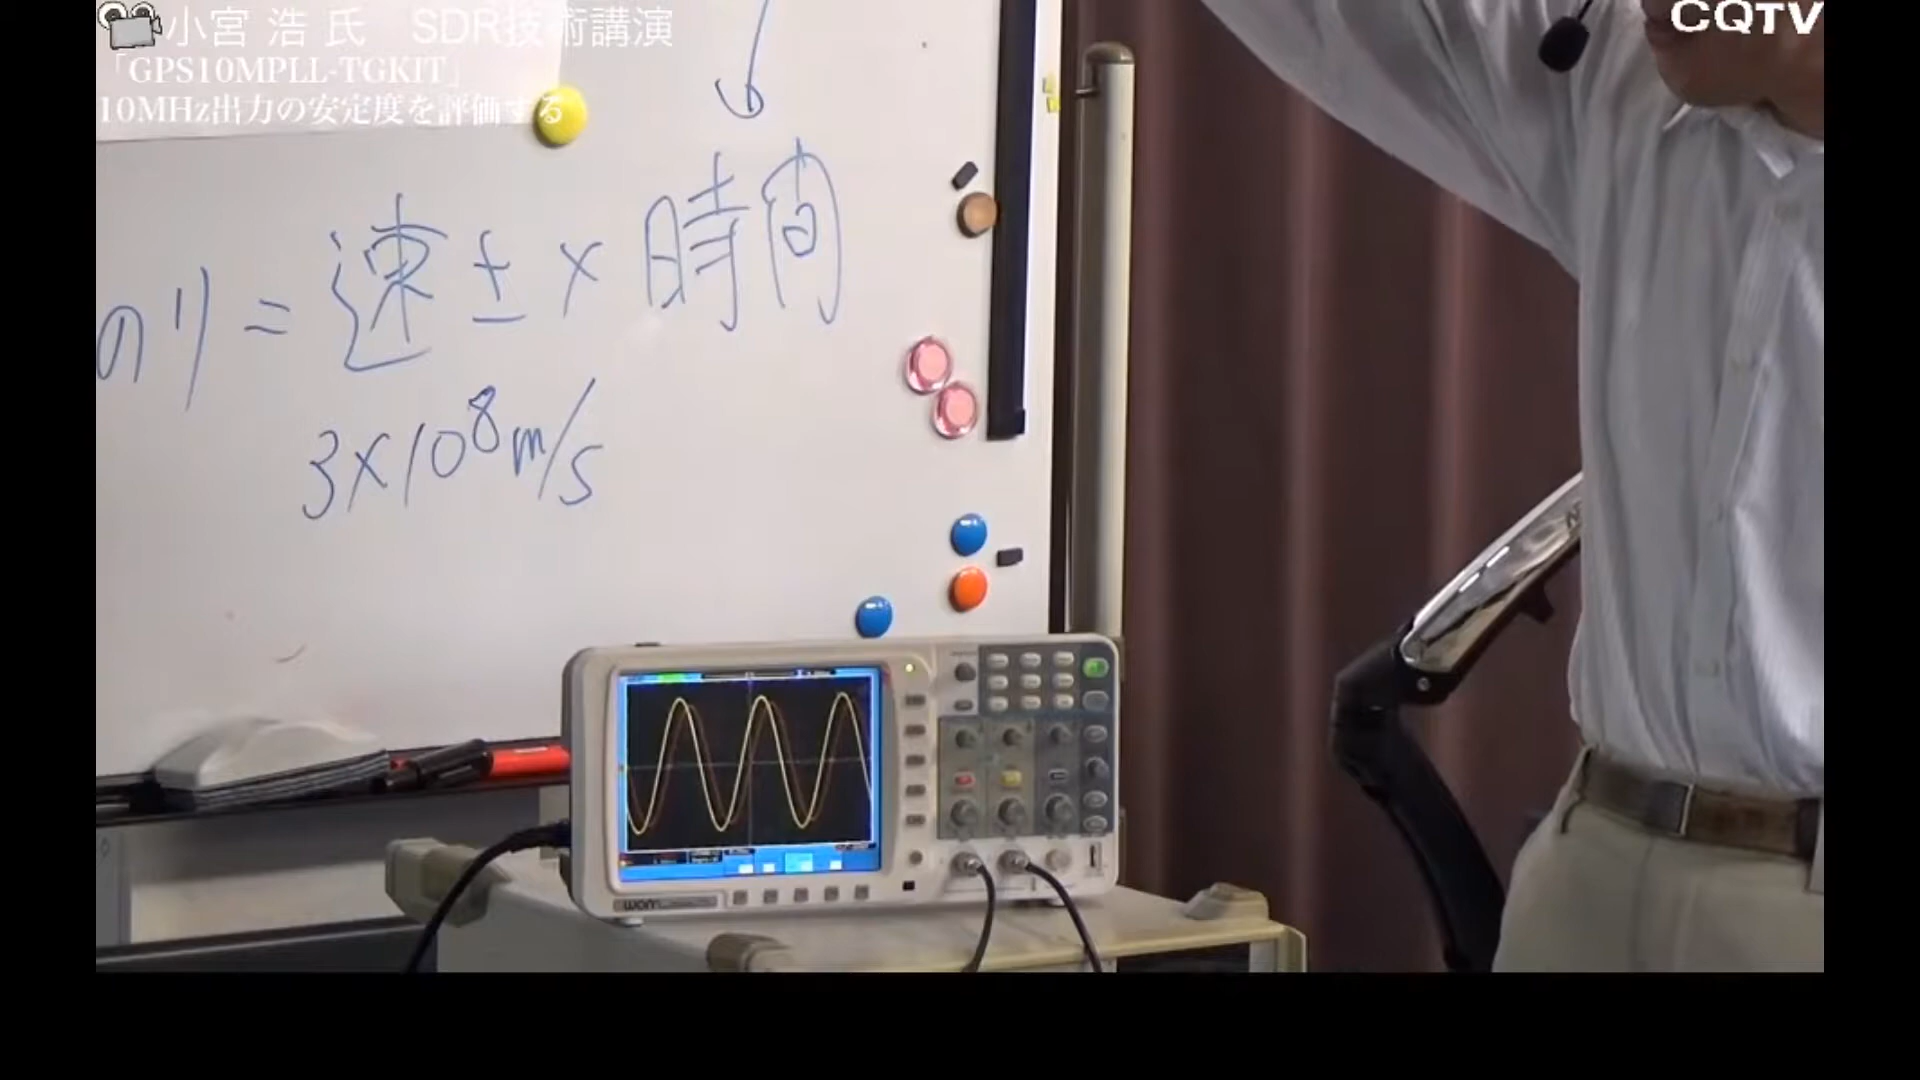 小宮 浩 氏 SDR技術講演
CQTV
「GPS10MPLL-TGKIT」
10MHz出力の安定度を評価する
のり = 速± × 時間
3×10⁸m/s
OWON